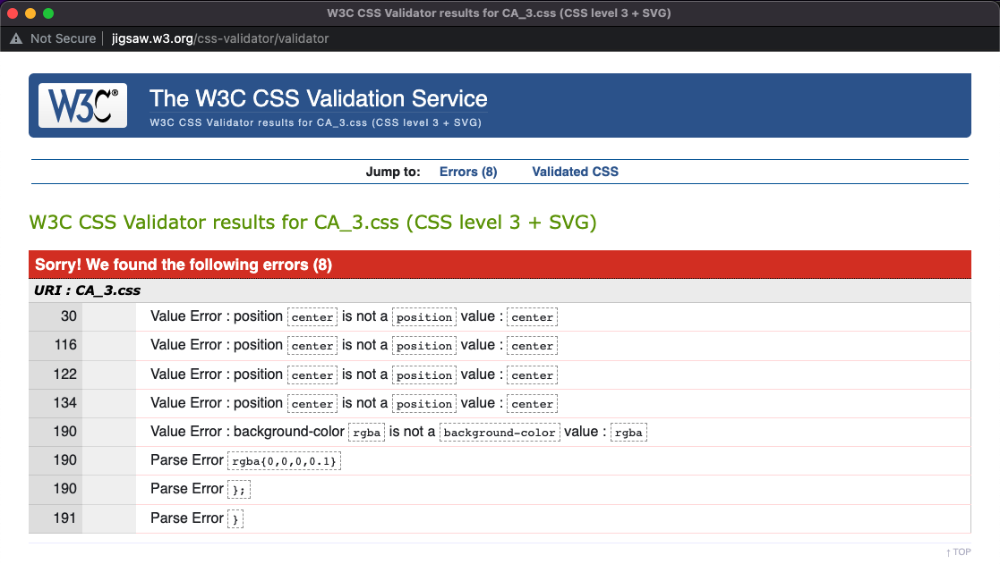 W3C CSS Validator results for CA_3.css (CSS level 3 + SVG)
Not Secure jigsaw.w3.org/css-validator/validator
W3C®
The W3C CSS Validation Service
W3C CSS Validator results for CA_3.css (CSS level 3 + SVG)
Jump to: Errors (8) Validated CSS
W3C CSS Validator results for CA_3.css (CSS level 3 + SVG)
Sorry! We found the following errors (8)
URI : CA_3.css
30 Value Error : position center is not a position value : center
116 Value Error : position center is not a position value : center
122 Value Error : position center is not a position value : center
134 Value Error : position center is not a position value : center
190 Value Error : background-color rgba is not a background-color value : rgba
190 Parse Error rgba{0,0,0,0.1}
190 Parse Error };
191 Parse Error }
↑ TOP